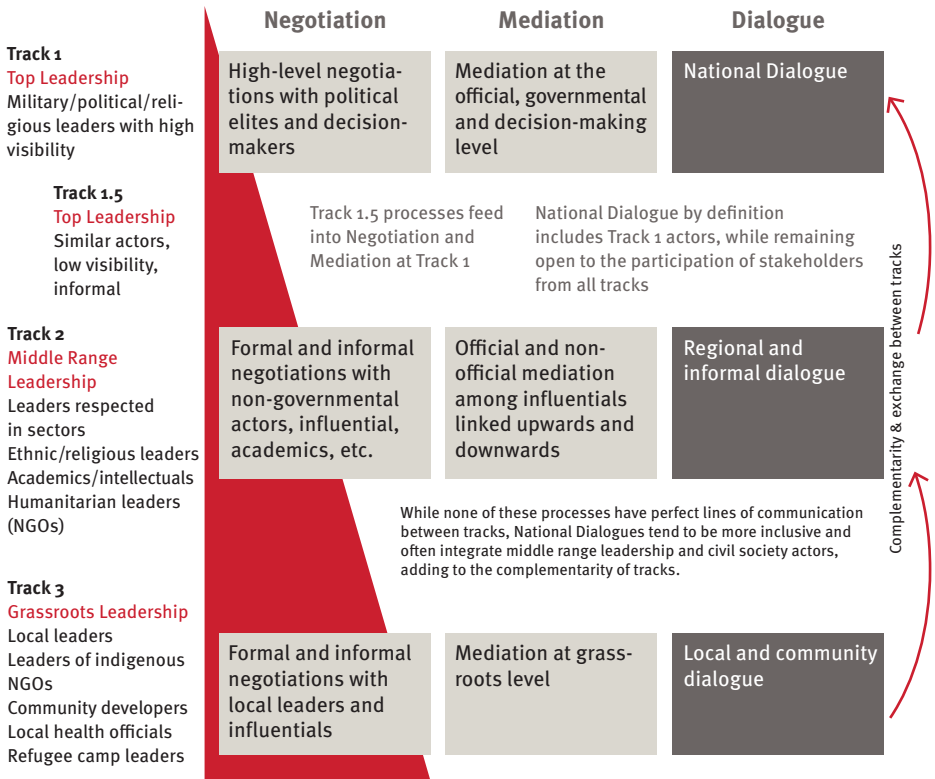 Negotiation
Mediation
Dialogue
Track 1
Top Leadership
Military/political/reli-
gious leaders with high
visibility
High-level negotia-
tions with political
elites and decision-
makers
Mediation at the
official, governmental
and decision-making
level
National Dialogue
Track 1.5
Top Leadership
Similar actors,
low visibility,
informal
Track 1.5 processes feed
into Negotiation and
Mediation at Track 1
National Dialogue by definition
includes Track 1 actors, while remaining
open to the participation of stakeholders
from all tracks
Track 2
Middle Range
Leadership
Leaders respected
in sectors
Ethnic/religious leaders
Academics/intellectuals
Humanitarian leaders
(NGOs)
Formal and informal
negotiations with
non-governmental
actors, influential,
academics, etc.
Official and non-
official mediation
among influentials
linked upwards and
downwards
Regional and
informal dialogue
While none of these processes have perfect lines of communication
between tracks, National Dialogues tend to be more inclusive and
often integrate middle range leadership and civil society actors,
adding to the complementarity of tracks.
Track 3
Grassroots Leadership
Local leaders
Leaders of indigenous
NGOs
Community developers
Local health officials
Refugee camp leaders
Formal and informal
negotiations with
local leaders and
influentials
Mediation at grass-
roots level
Local and community
dialogue
Complementarity & exchange between tracks